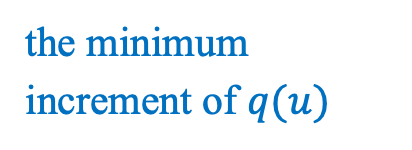 the minimum
increment of q(u)